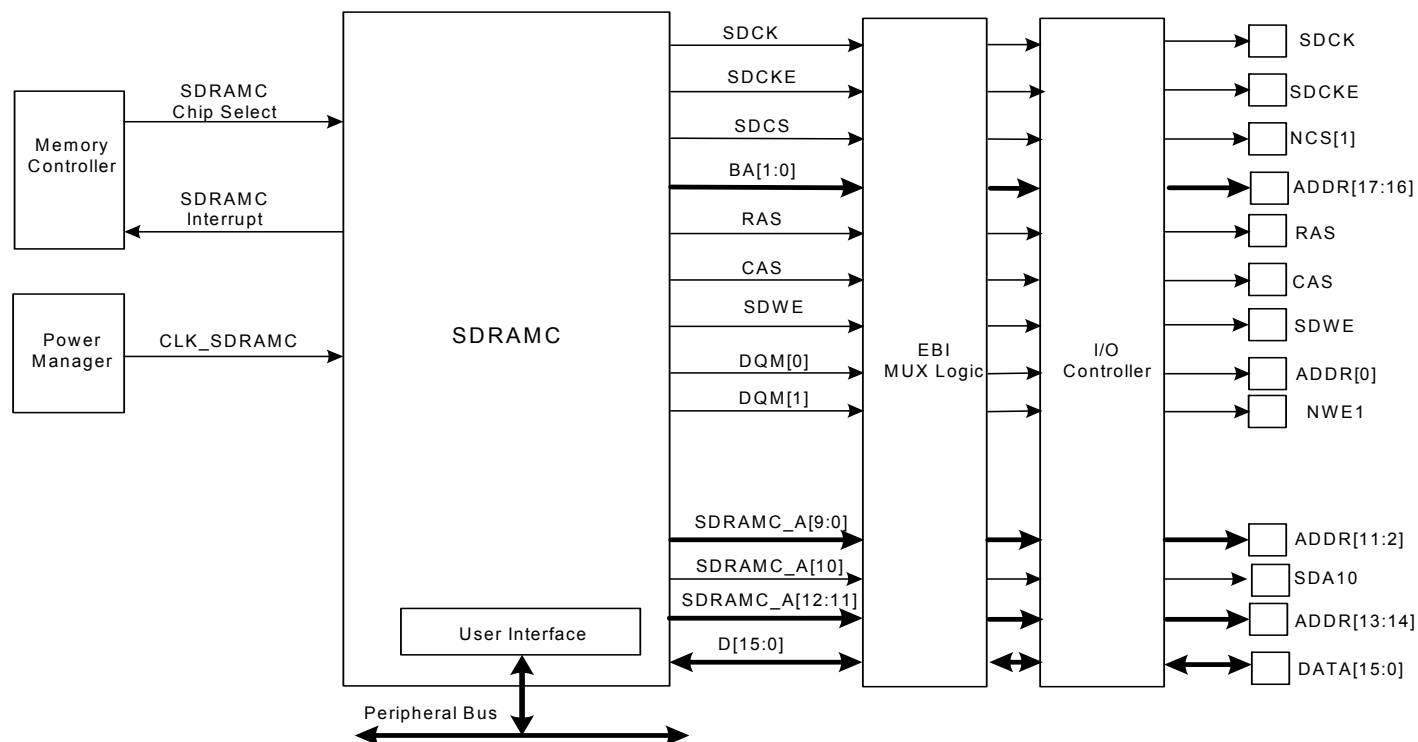 SDRAMC
Chip Select
Memory
Controller
SDRAMC
Interrupt
Power
Manager
CLK_SDRAMC
SDRAMC
User Interface
Peripheral Bus
SDCK
SDCKE
SDCS
BA[1:0]
RAS
CAS
SDWE
DQM[0]
DQM[1]
SDRAMC_A[9:0]
SDRAMC_A[10]
SDRAMC_A[12:11]
D[15:0]
EBI
MUX Logic
I/O
Controller
SDCK
SDCKE
NCS[1]
ADDR[17:16]
RAS
CAS
SDWE
ADDR[0]
NWE1
ADDR[11:2]
SDA10
ADDR[13:14]
DATA[15:0]